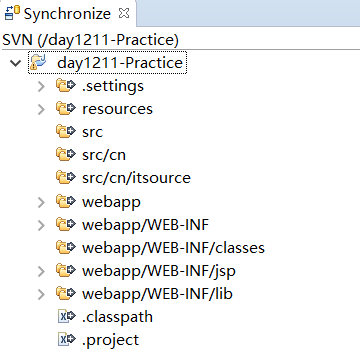 Synchronize
SVN (/day1211-Practice)
day1211-Practice
.settings
resources
src
src/cn
src/cn/itsource
webapp
webapp/WEB-INF
webapp/WEB-INF/classes
webapp/WEB-INF/jsp
webapp/WEB-INF/lib
.classpath
.project